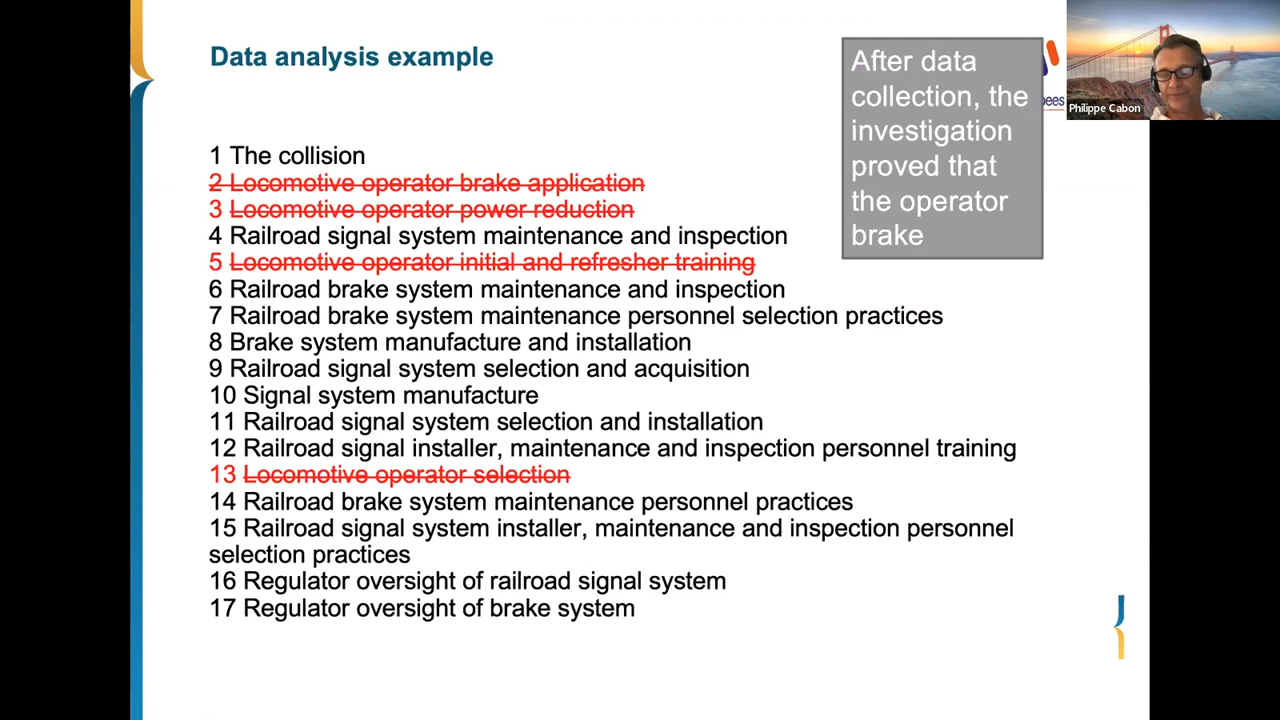 Data analysis example
After data
collection, the
investigation
proved that
the operator
brake
Philippe Cabon
1 The collision
2 Locomotive operator brake application
3 Locomotive operator power reduction
4 Railroad signal system maintenance and inspection
5 Locomotive operator initial and refresher training
6 Railroad brake system maintenance and inspection
7 Railroad brake system maintenance personnel selection practices
8 Brake system manufacture and installation
9 Railroad signal system selection and acquisition
10 Signal system manufacture
11 Railroad signal system selection and installation
12 Railroad signal installer, maintenance and inspection personnel training
13 Locomotive operator selection
14 Railroad brake system maintenance personnel practices
15 Railroad signal system installer, maintenance and inspection personnel
selection practices
16 Regulator oversight of railroad signal system
17 Regulator oversight of brake system